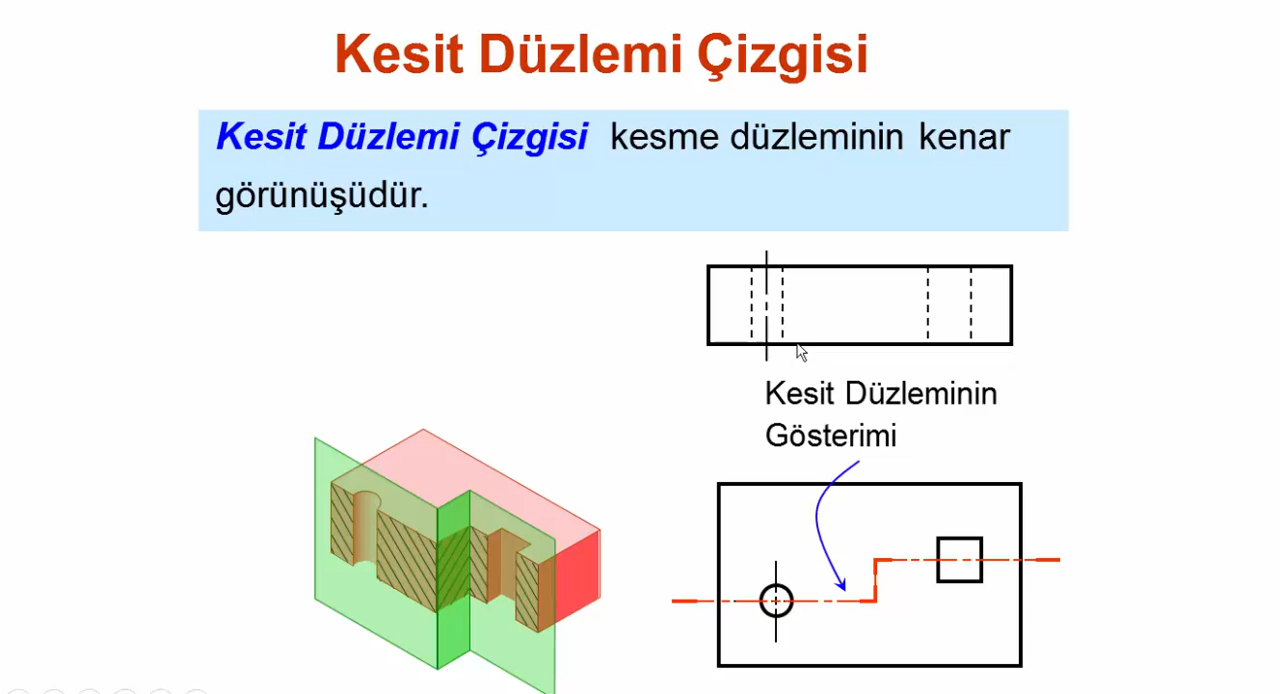 Kesit Düzlemi Çizgisi
Kesit Düzlemi Çizgisi kesme düzleminin kenar
görünüşüdür.
Kesit Düzleminin
Gösterimi